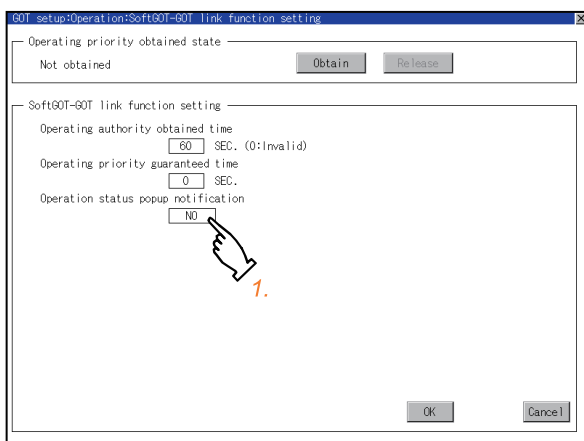 GOT setup:Operation:SoftGOT-GOT link function setting
Operating priority obtained state
Not obtained
Obtain
Release
SoftGOT-GOT link function setting
Operating authority obtained time
60 SEC. (0:Invalid)
Operating priority guaranteed time
0 SEC.
Operation status popup notification
NO
1.
OK
Cancel